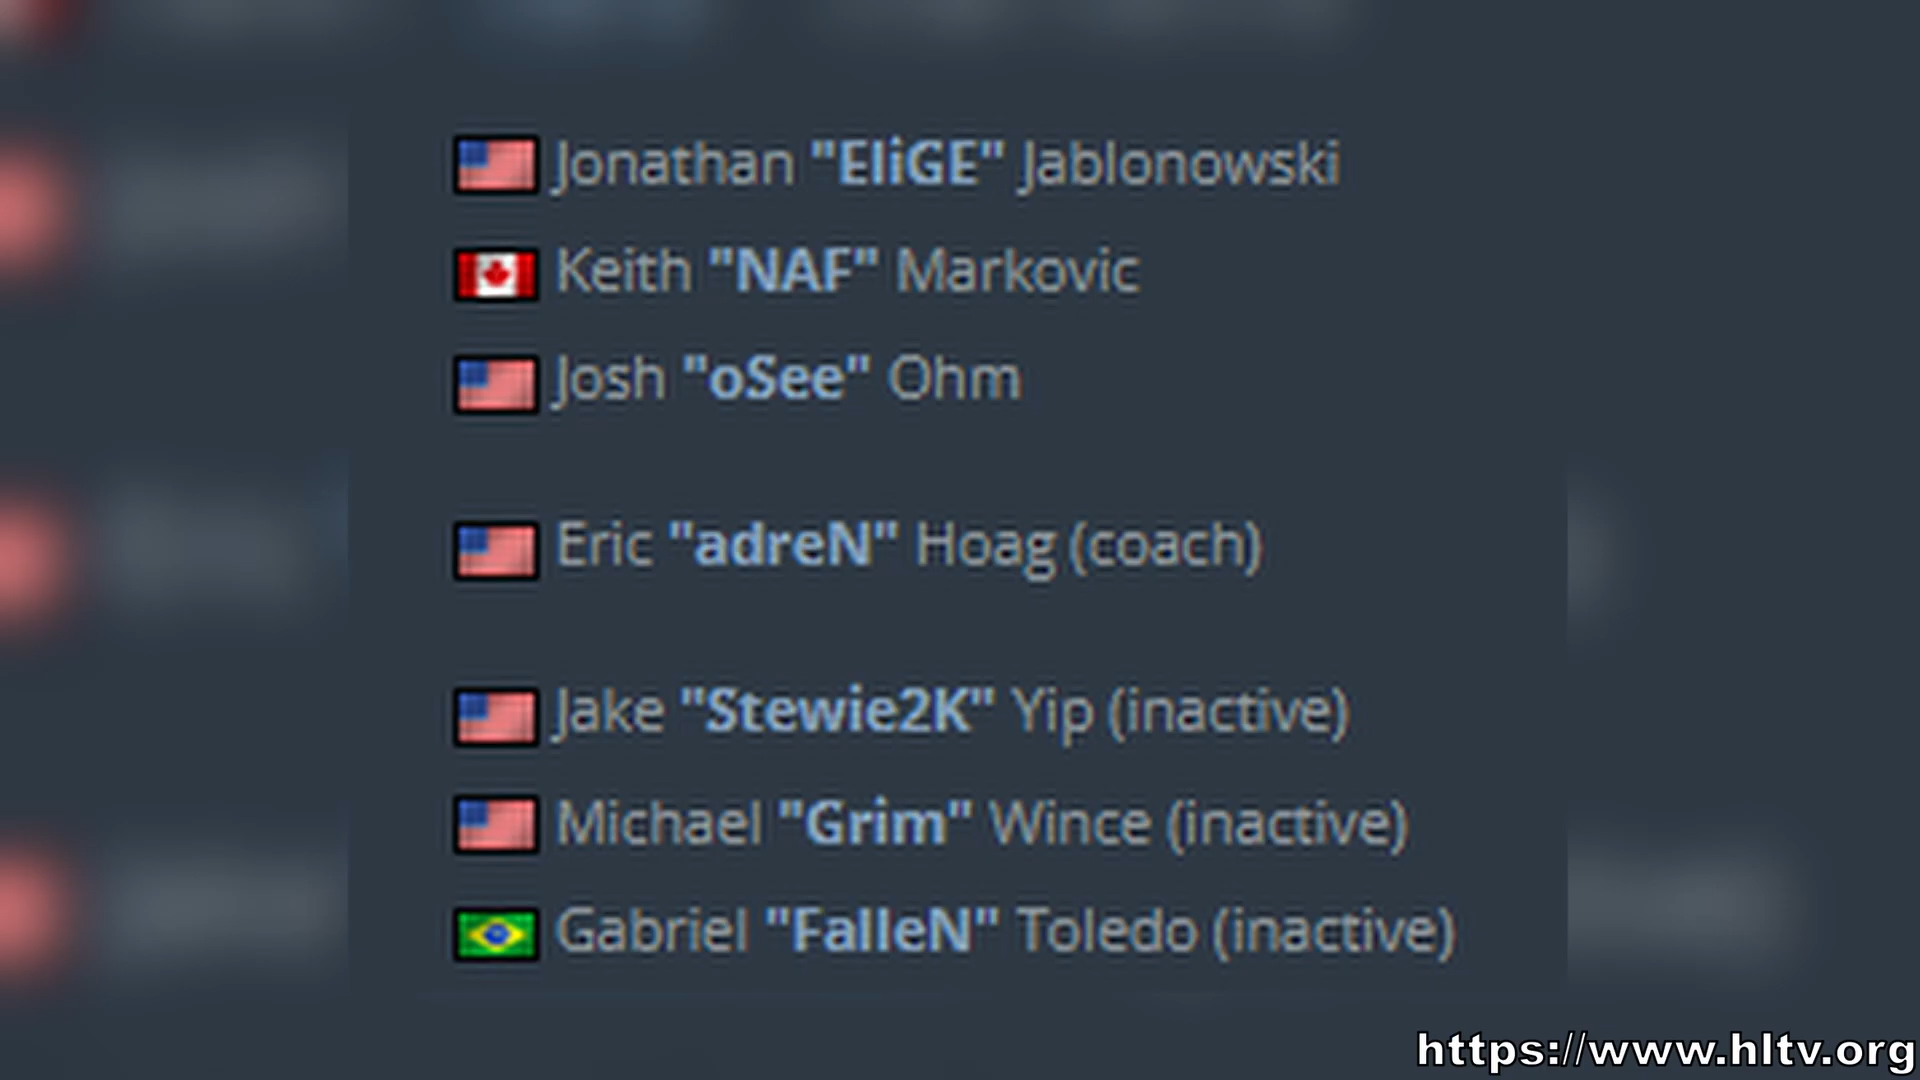 Jonathan "EliGE" Jablonowski
Keith "NAF" Markovic
Josh "oSee" Ohm
Eric "adreN" Hoag (coach)
Jake "Stewie2K" Yip (inactive)
Michael "Grim" Wince (inactive)
Gabriel "FalleN" Toledo (inactive)
https://www.hltv.org